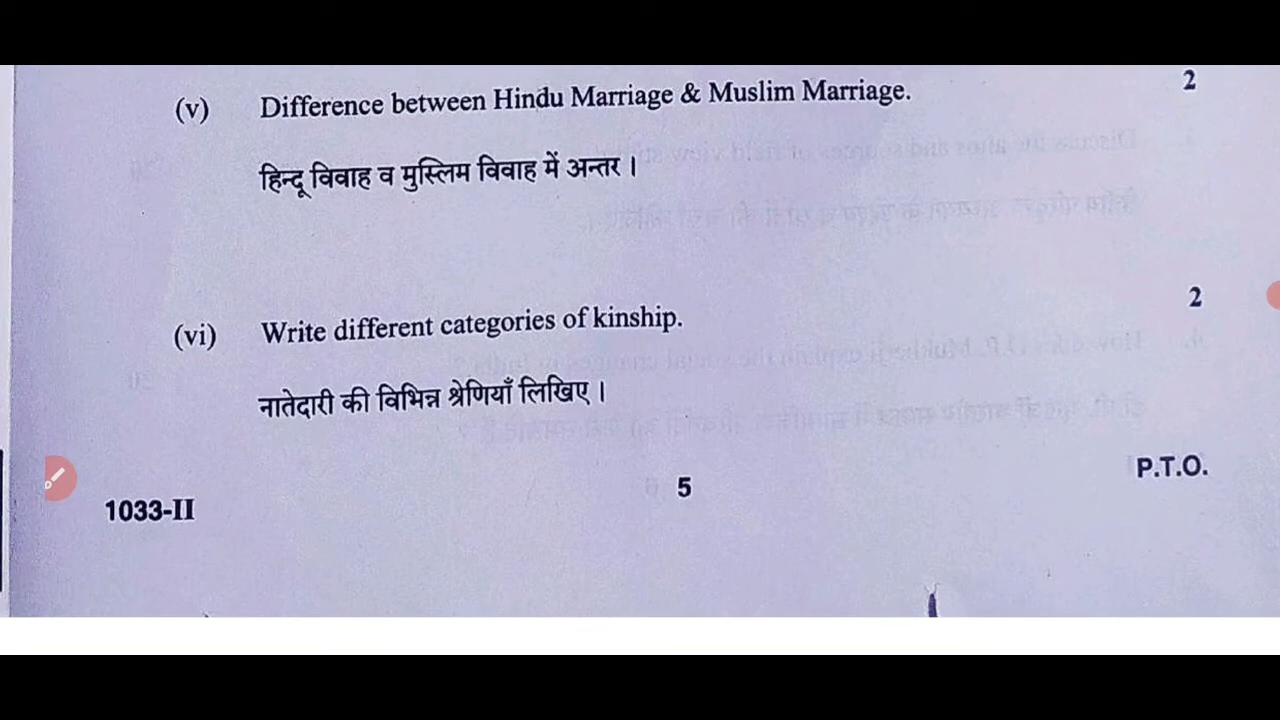 (v) Difference between Hindu Marriage & Muslim Marriage. 2
हिन्दू विवाह व मुस्लिम विवाह में अन्तर।
(vi) Write different categories of kinship. 2
नातेदारी की विभिन्न श्रेणियाँ लिखिए।
1033-II 5 P.T.O.